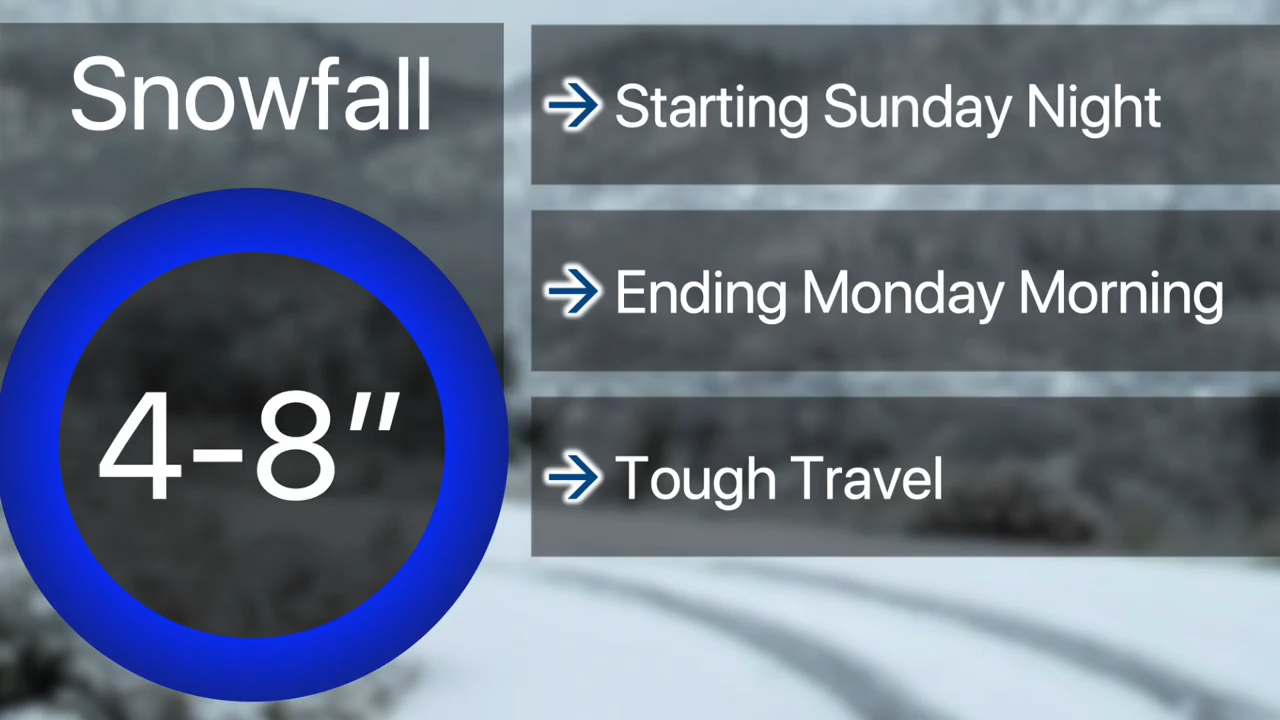 Snowfall
4-8"
Starting Sunday Night
Ending Monday Morning
Tough Travel